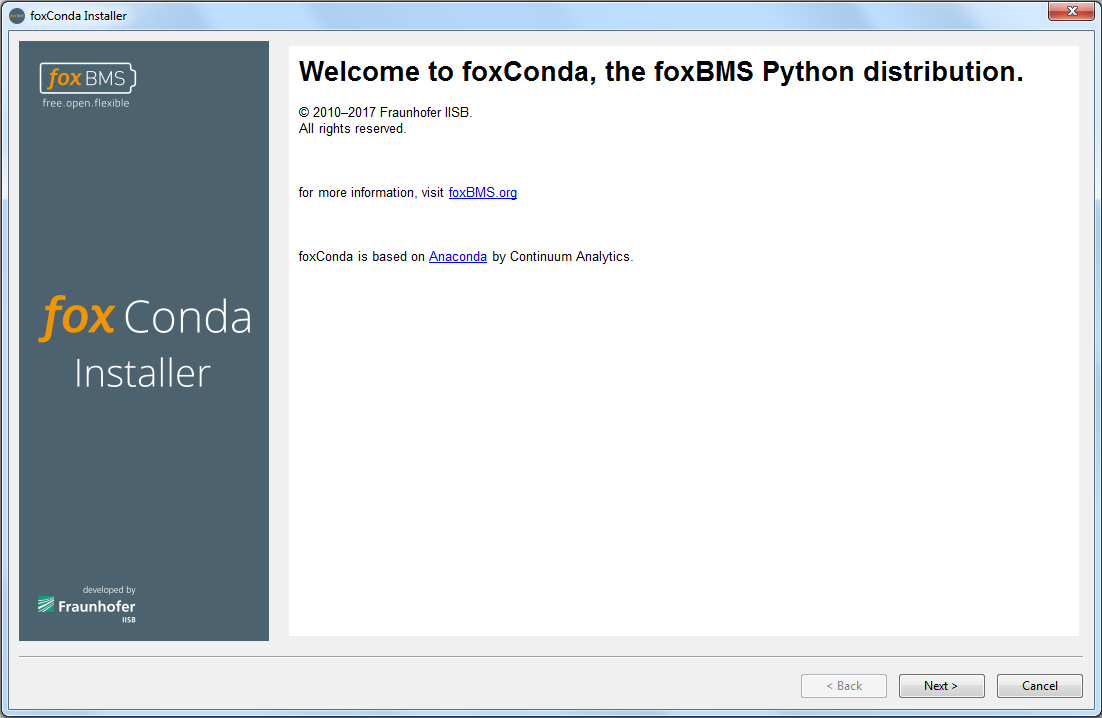 foxConda Installer
fox BMS
free.open.flexible
fox Conda
Installer
developed by
Fraunhofer
IISB
Welcome to foxConda, the foxBMS Python distribution.
© 2010–2017 Fraunhofer IISB.
All rights reserved.
for more information, visit foxBMS.org
foxConda is based on Anaconda by Continuum Analytics.
< Back
Next >
Cancel